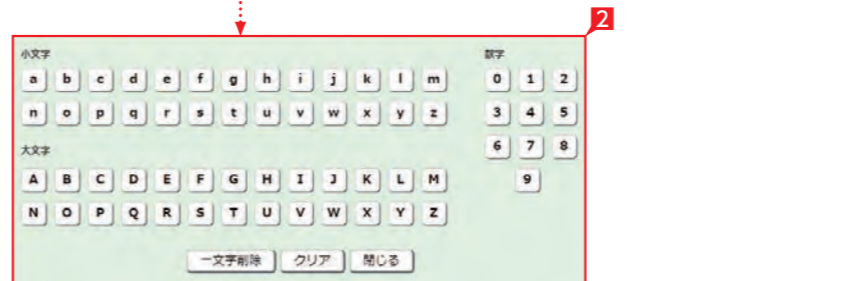 2
小文字
a b c d e f g h i j k l m
n o p q r s t u v w x y z
大文字
A B C D E F G H I J K L M
N O P Q R S T U V W X Y Z
数字
0 1 2
3 4 5
6 7 8
9
一文字削除 クリア 閉じる